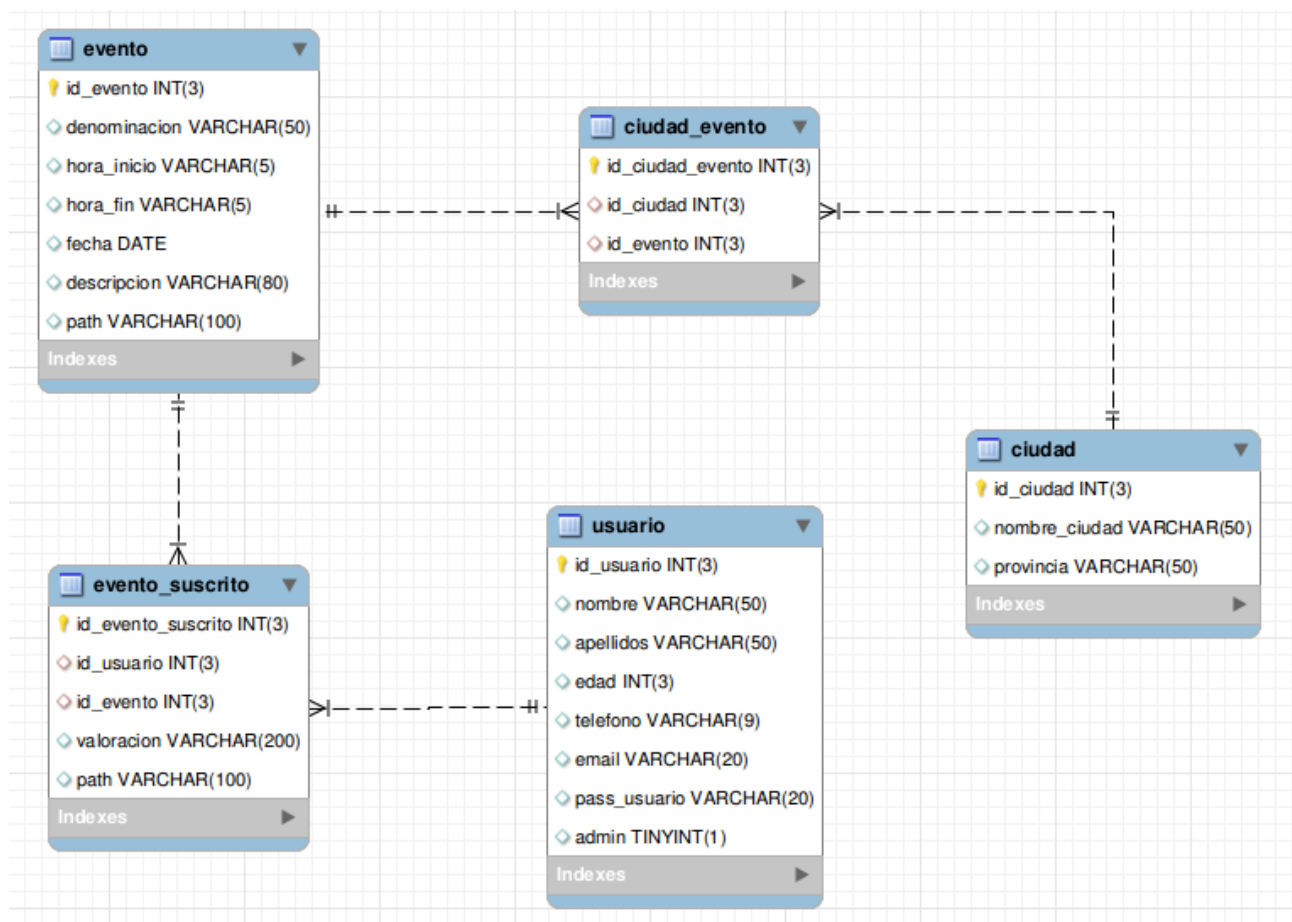 evento
id_evento INT(3)
denominacion VARCHAR(50)
hora_inicio VARCHAR(5)
hora_fin VARCHAR(5)
fecha DATE
descripcion VARCHAR(80)
path VARCHAR(100)
Indexes
ciudad_evento
id_ciudad_evento INT(3)
id_ciudad INT(3)
id_evento INT(3)
Indexes
ciudad
id_ciudad INT(3)
nombre_ciudad VARCHAR(50)
provincia VARCHAR(50)
Indexes
evento_suscrito
id_evento_suscrito INT(3)
id_usuario INT(3)
id_evento INT(3)
valoracion VARCHAR(200)
path VARCHAR(100)
Indexes
usuario
id_usuario INT(3)
nombre VARCHAR(50)
apellidos VARCHAR(50)
edad INT(3)
telefono VARCHAR(9)
email VARCHAR(20)
pass_usuario VARCHAR(20)
admin TINYINT(1)
Indexes